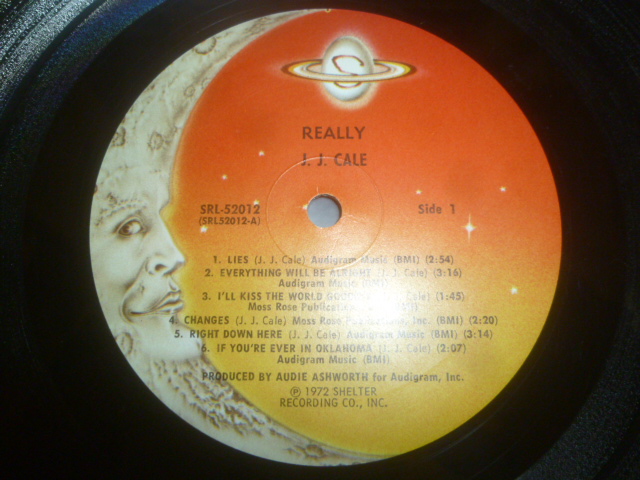 REALLY
J. J. CALE
SRL-52012
(SRL52012-A)
Side 1
1. LIES (J. J. Cale) Audigram Music (BMI) (2:54)
2. EVERYTHING WILL BE ALRIGHT (J. J. Cale) (3:16)
Audigram Music (BMI)
3. I'LL KISS THE WORLD Cale) (1:45)
Moss Rose
4. CHANGES (J. J. Cale) Moss Rose Publications, Inc. (BMI) (2:20)
5. RIGHT DOWN HERE (J. J. Cale) Audigram Music (BMI) (3:14)
6. IF YOU'RE EVER IN OKLAHOMA (J. J. Cale) (2:07)
Audigram Music (BMI)
PRODUCED BY AUDIE ASHWORTH for Audigram, Inc.
Ⓟ 1972 SHELTER
RECORDING CO., INC.